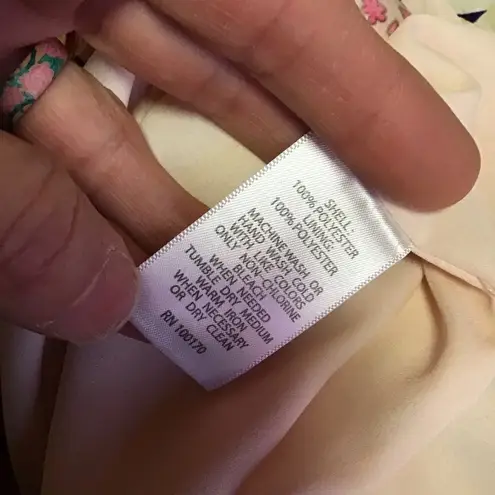 SHELL:
100%POLYESTER
LINING:
100%POLYESTER
MACHINE WASH OR
HAND WASH COLD
WITH LIKE COLORS
ONLY NON-CHLORINE
BLEACH
WHEN NEEDED
TUMBLE DRY MEDIUM
WARM IRON
WHEN NECESSARY
OR DRY CLEAN
RN 100170